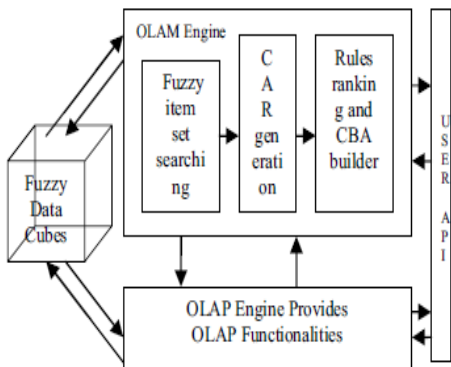 OLAM Engine
Fuzzy
item
set
searchi
ng
C
A
R gen
erati
on
Rules
rankin
g and
CBA
builder
Fuzzy
Data
Cubes
OLAP Engine Provides
OLAP Functionalities
U
S
E
R
A
P
I